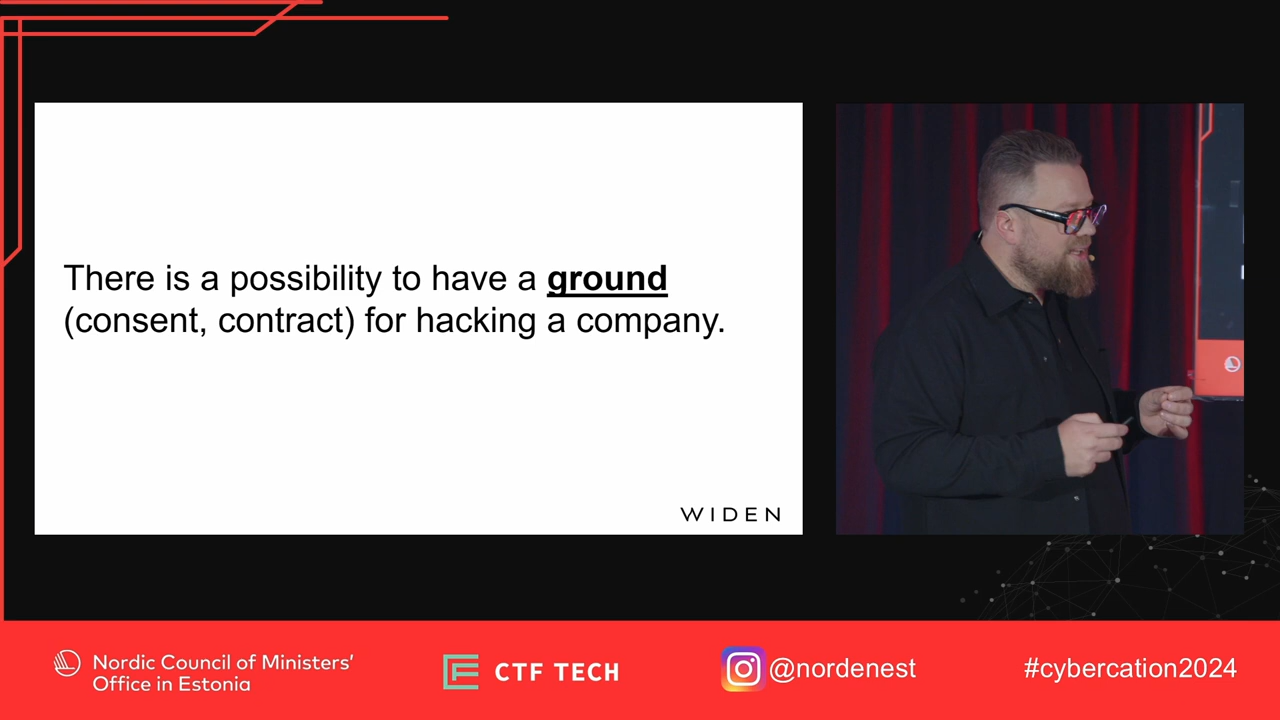 There is a possibility to have a ground
(consent, contract) for hacking a company.
WIDEN
Nordic Council of Ministers'
Office in Estonia
CTF TECH
@nordenest
#cybercation2024